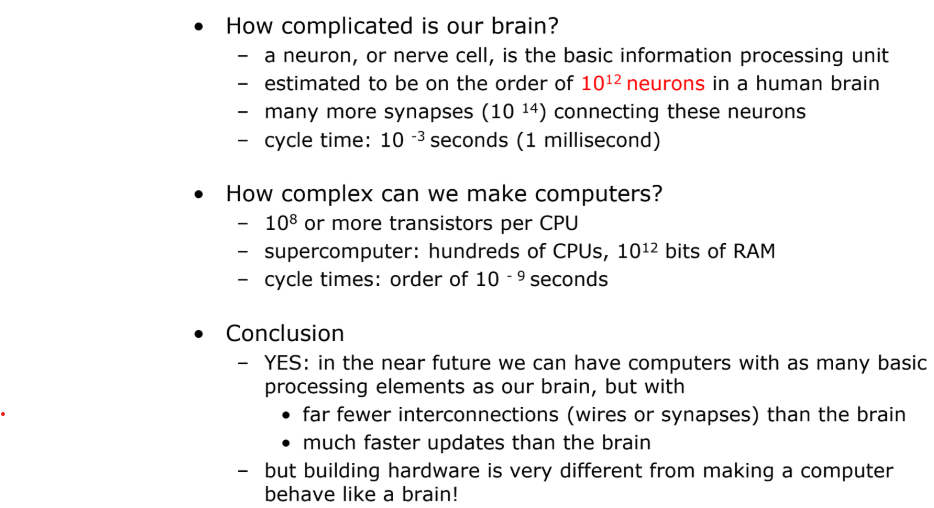 • How complicated is our brain?
– a neuron, or nerve cell, is the basic information processing unit
– estimated to be on the order of 10¹² neurons in a human brain
– many more synapses (10 ¹⁴) connecting these neurons
– cycle time: 10 ⁻³ seconds (1 millisecond)
• How complex can we make computers?
– 10⁸ or more transistors per CPU
– supercomputer: hundreds of CPUs, 10¹² bits of RAM
– cycle times: order of 10 ⁻ ⁹ seconds
• Conclusion
– YES: in the near future we can have computers with as many basic
processing elements as our brain, but with
• far fewer interconnections (wires or synapses) than the brain
• much faster updates than the brain
– but building hardware is very different from making a computer
behave like a brain!